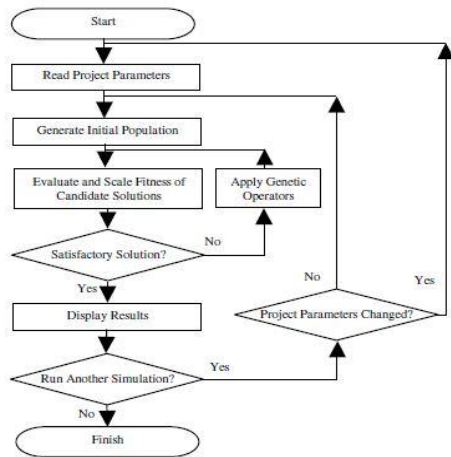 Start
Read Project Parameters
Generate Initial Population
Evaluate and Scale Fitness of
Candidate Solutions
Apply Genetic
Operators
Satisfactory Solution?
No
Yes
No
Yes
Display Results
Project Parameters Changed?
Run Another Simulation?
Yes
No
Finish